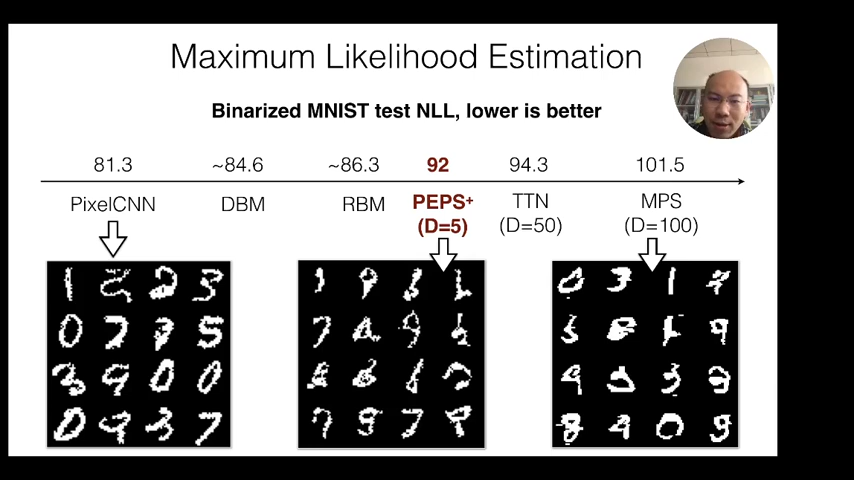 Maximum Likelihood Estimation
Binarized MNIST test NLL, lower is better
81.3 ~84.6 ~86.3 92 94.3 101.5
PixelCNN DBM RBM PEPS+ TTN MPS
(D=5) (D=50) (D=100)